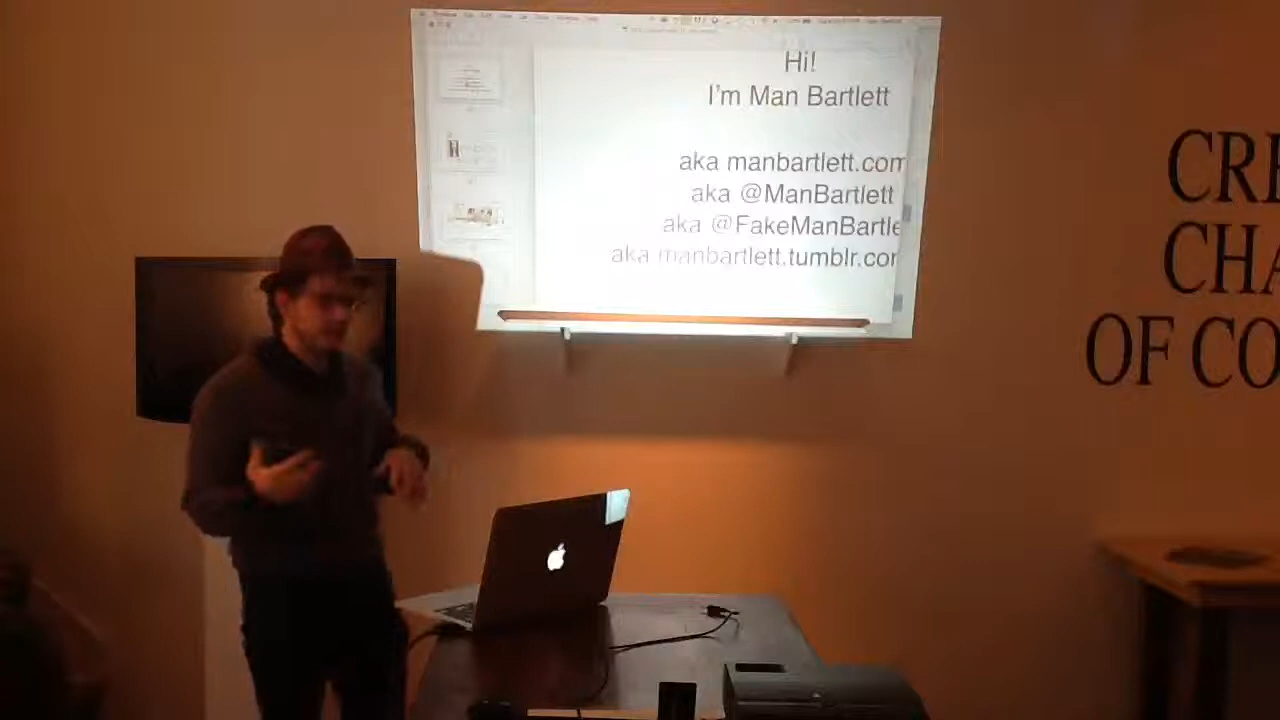 Hi!
I'm Man Bartlett
aka manbartlett.com
aka @ManBartlett
aka @FakeManBartle
aka manbartlett.tumblr.com
CRE
CHA
OF CO